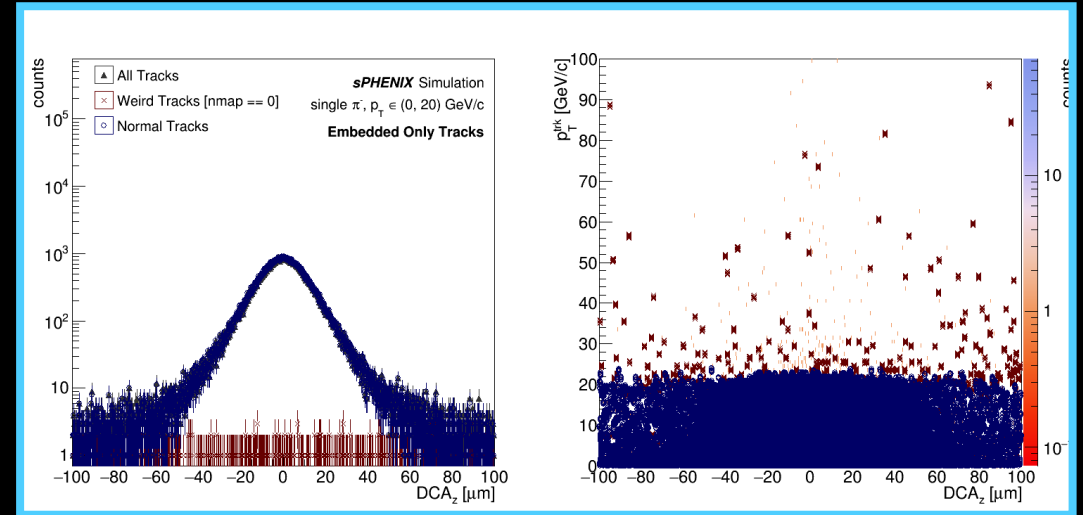 counts
10⁵
10⁴
10³
10²
10
1
All Tracks
Weird Tracks [nmap == 0]
Normal Tracks
sPHENIX Simulation
single π⁻, p_T ∈ (0, 20) GeV/c
Embedded Only Tracks
−100 −80 −60 −40 −20 0 20 40 60 80 100
DCA_z [μm]
p_T^trk [GeV/c]
100
90
80
70
60
50
40
30
20
10
0
−100 −80 −60 −40 −20 0 20 40 60 80 100
DCA_z [μm]
counts
10
1
10⁻